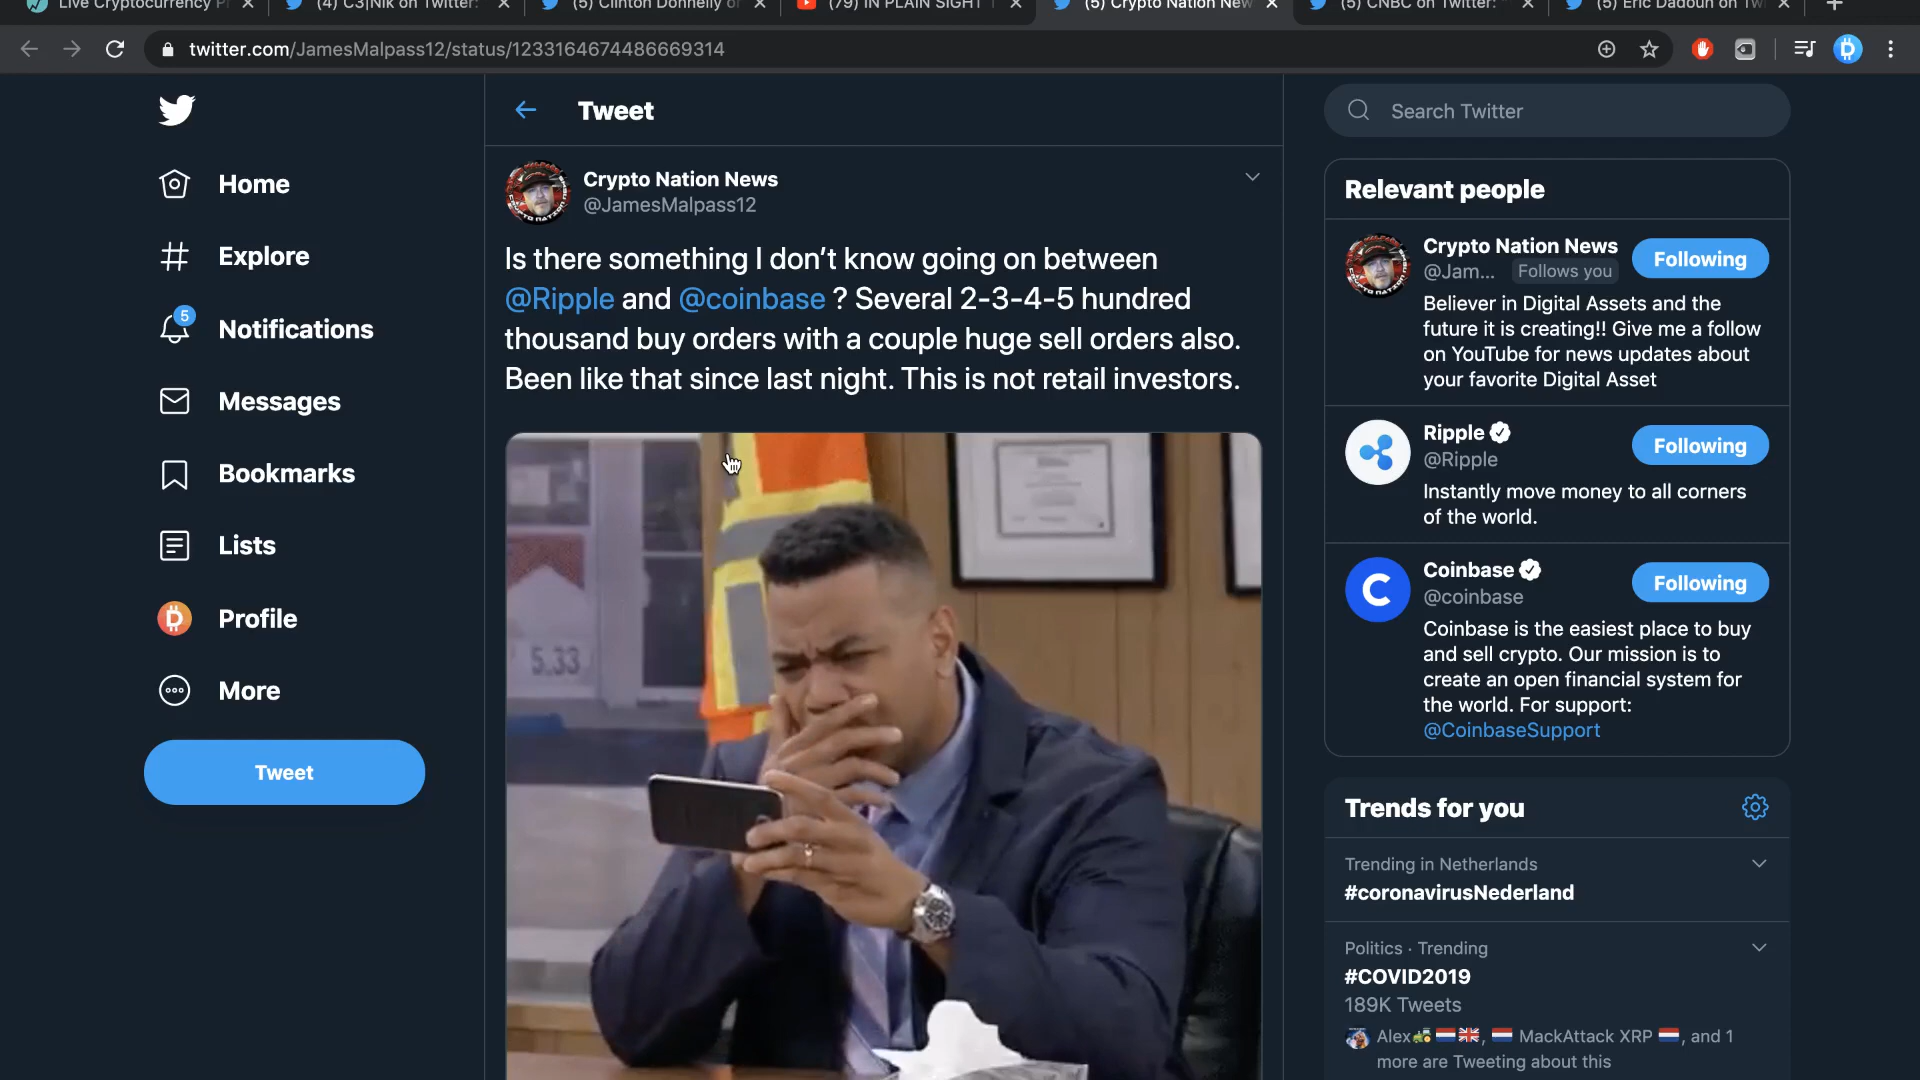 Live Cryptocurrency P
(4) C3|Nik on Twitter:
(5) Clinton Donnelly o
(79) IN PLAIN SIGHT
(5) Crypto Nation New
(5) CNBC on Twitter: "
(5) Eric Dadoun on Tw
twitter.com/JamesMalpass12/status/1233164674486669314
Home
Explore
5
Notifications
Messages
Bookmarks
Lists
Profile
More
Tweet
Tweet
Crypto Nation News
@JamesMalpass12
Is there something I don’t know going on between
@Ripple and @coinbase ? Several 2-3-4-5 hundred
thousand buy orders with a couple huge sell orders also.
Been like that since last night. This is not retail investors.
5.33
Search Twitter
Relevant people
Crypto Nation News
@Jam... Follows you
Following
Believer in Digital Assets and the
future it is creating!! Give me a follow
on YouTube for news updates about
your favorite Digital Asset
Ripple
@Ripple
Following
Instantly move money to all corners
of the world.
Coinbase
@coinbase
Following
Coinbase is the easiest place to buy
and sell crypto. Our mission is to
create an open financial system for
the world. For support:
@CoinbaseSupport
Trends for you
Trending in Netherlands
#coronavirusNederland
Politics · Trending
#COVID2019
189K Tweets
Alex, MackAttack XRP , and 1
more are Tweeting about this